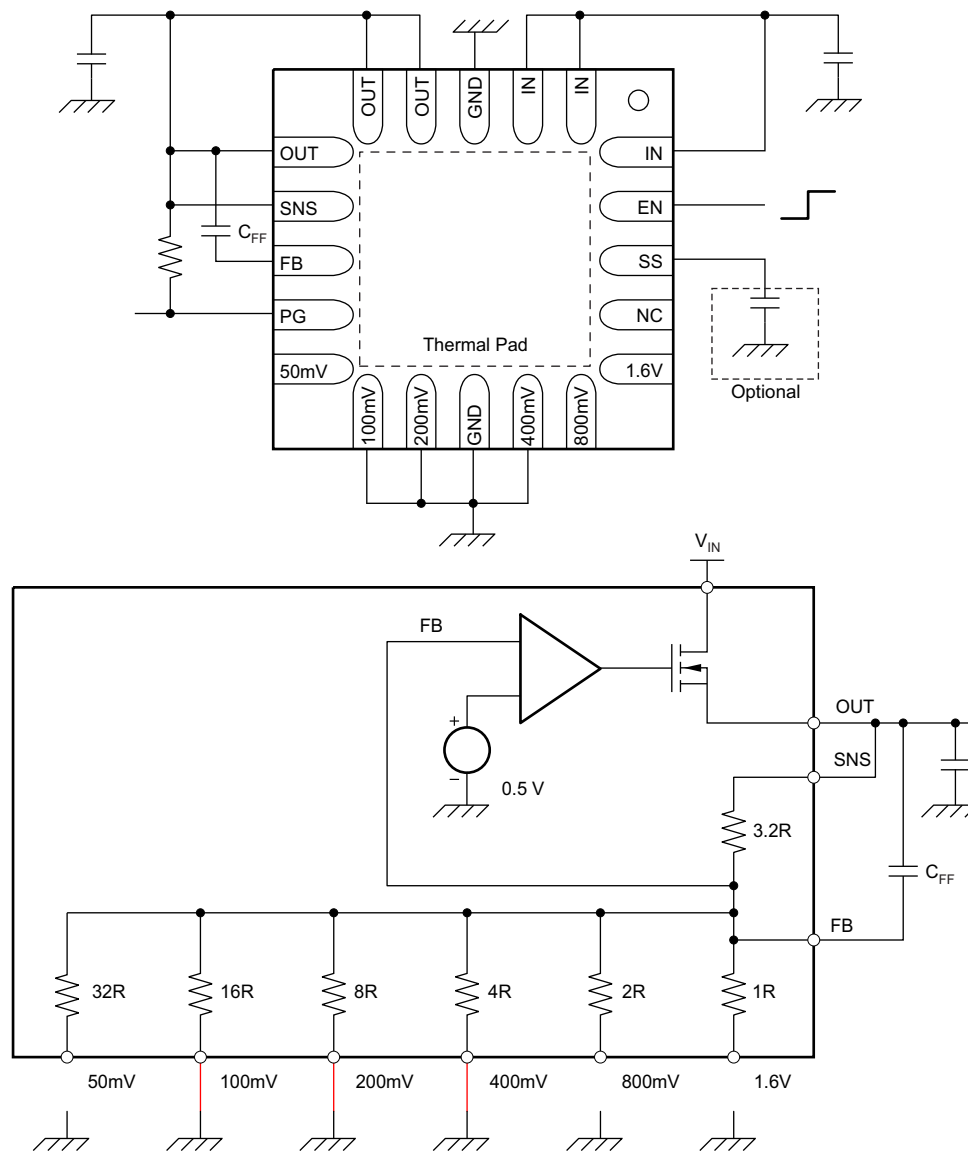 OUT
OUT
GND
IN
IN
OUT
IN
SNS
EN
C_FF
FB
SS
PG
NC
Thermal Pad
50mV
1.6V
Optional
100mV
200mV
GND
400mV
800mV
V_IN
FB
OUT
+
SNS
−
0.5 V
3.2R
C_FF
FB
32R
16R
8R
4R
2R
1R
50mV
100mV
200mV
400mV
800mV
1.6V